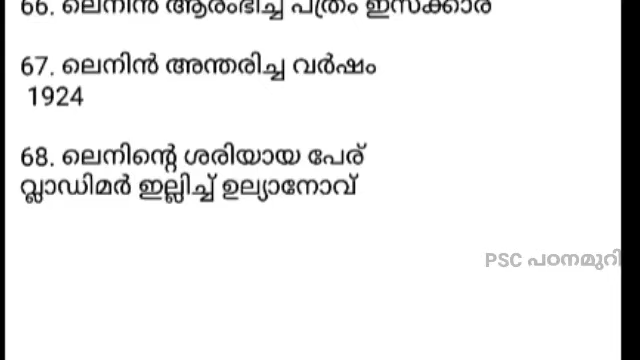 66. ലെനിൻ ആരംഭിച്ച പത്രം ഇസ്ക്കാര
67. ലെനിൻ അന്തരിച്ച വർഷം
1924
68. ലെനിന്റെ ശരിയായ പേര്
വ്ലാഡിമർ ഇല്ലിച്ച് ഉല്യാനോവ്
PSC പഠനമുറി